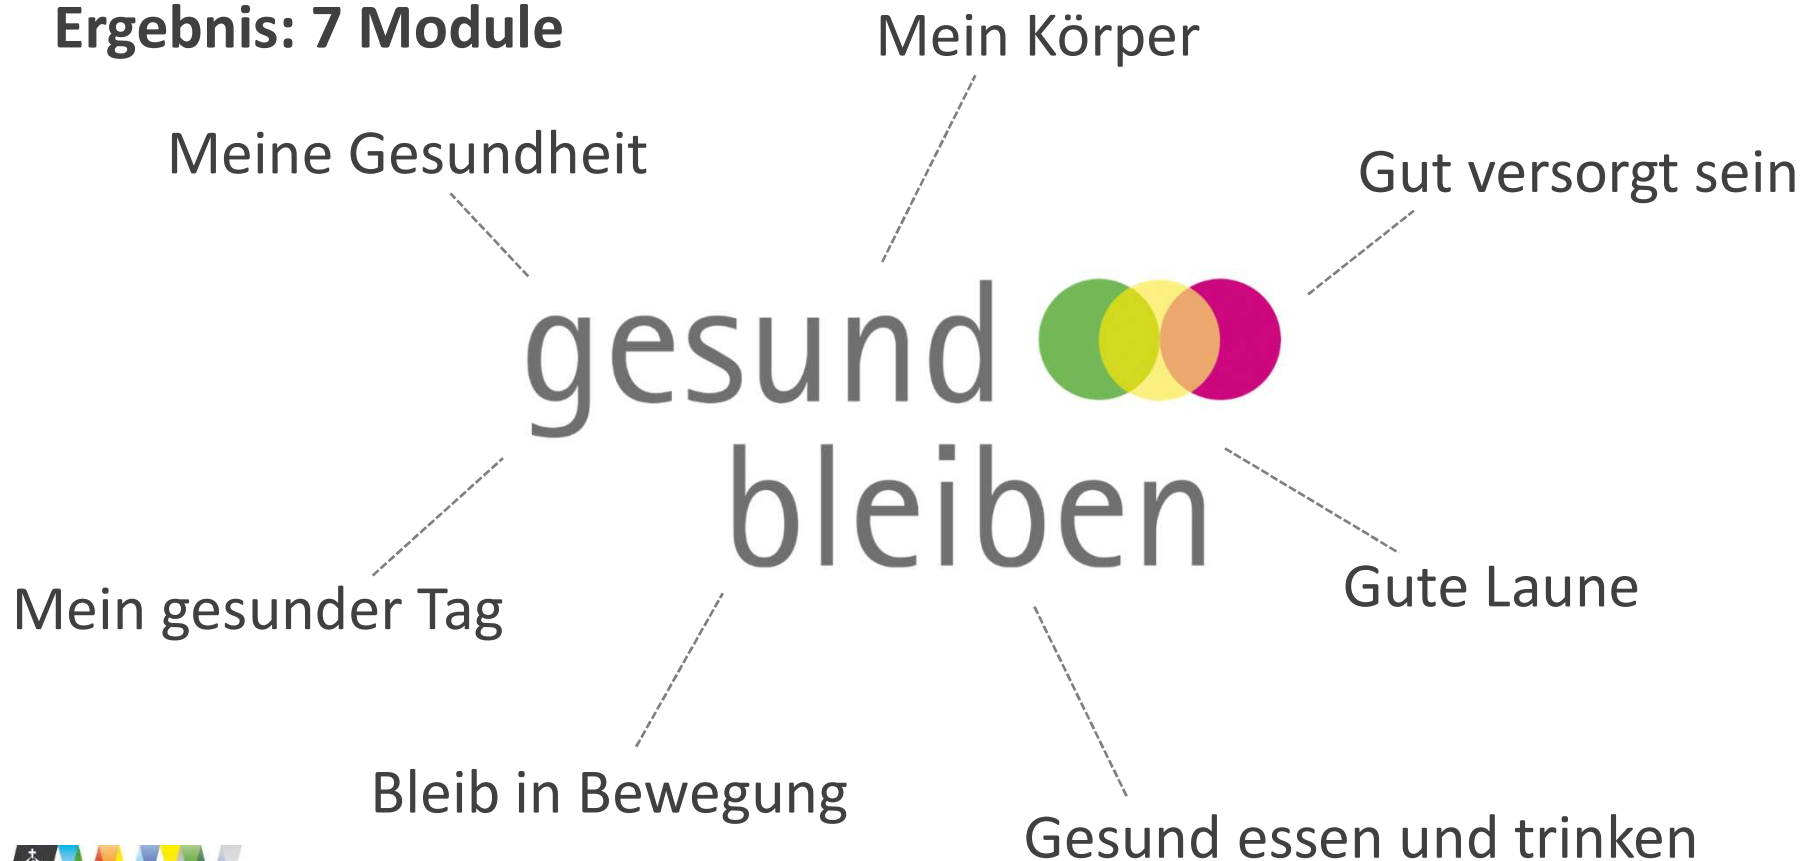 Ergebnis: 7 Module
Mein Körper
Meine Gesundheit
Gut versorgt sein
gesund
bleiben
Mein gesunder Tag
Gute Laune
Bleib in Bewegung
Gesund essen und trinken